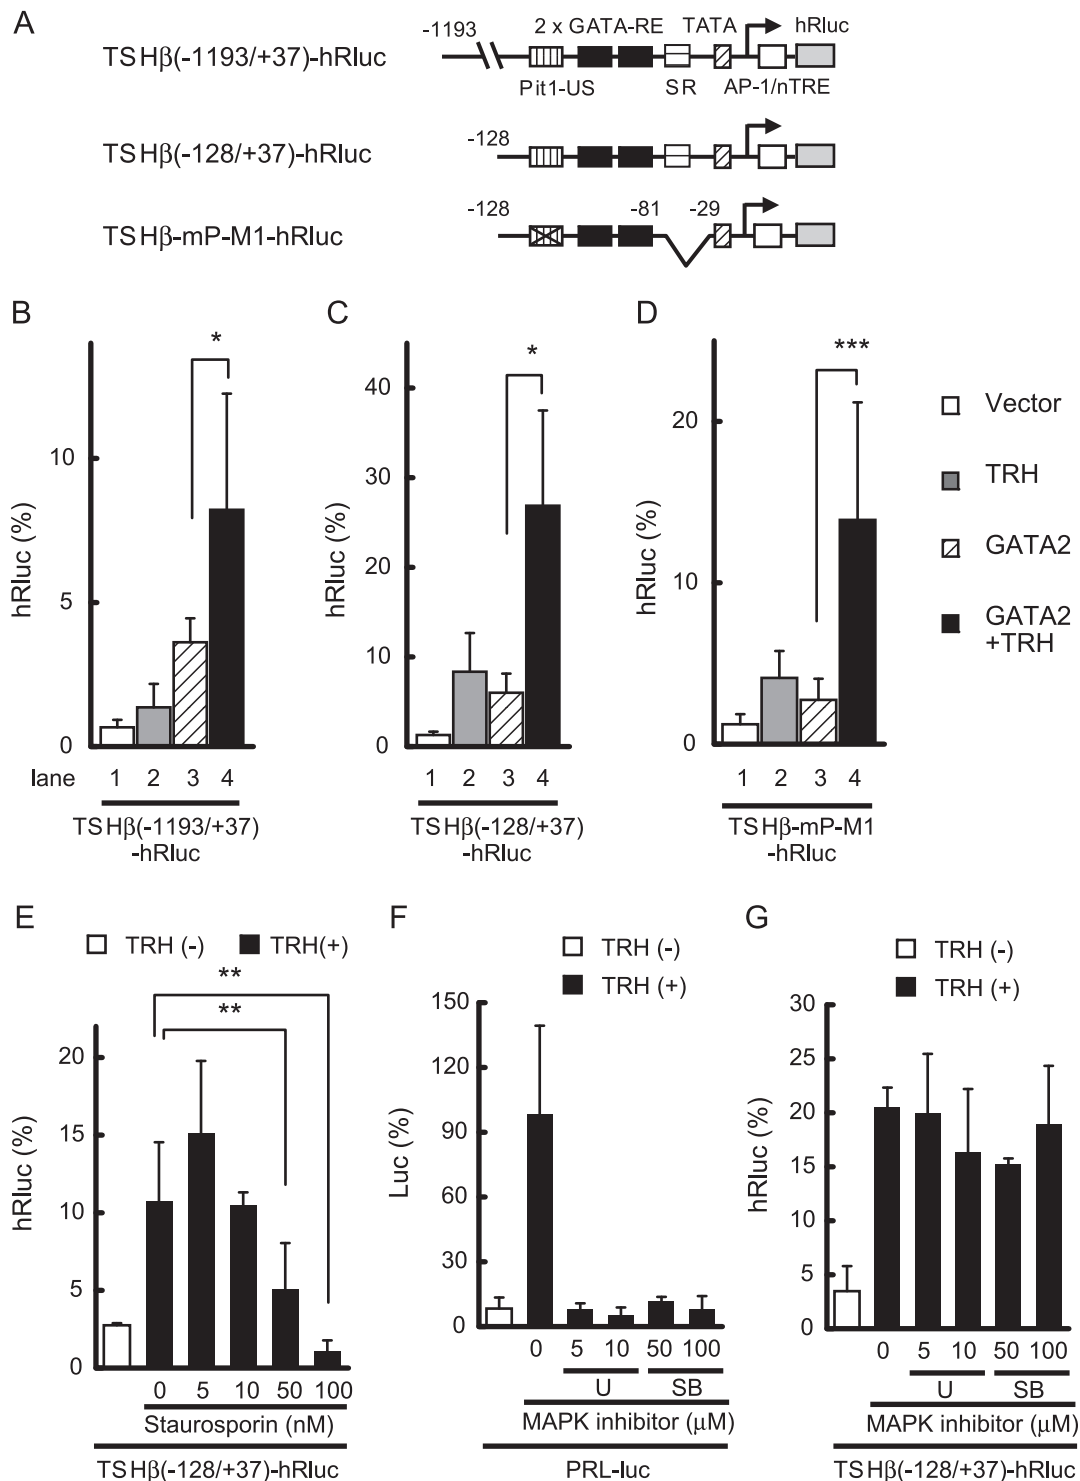 A
-1193
2 x GATA-RE
TATA
hRluc
TSHβ(-1193/+37)-hRluc
Pit1-US
SR
AP-1/nTRE
-128
TSHβ(-128/+37)-hRluc
-128
-81
-29
TSHβ-mP-M1-hRluc
B
*
10
5
0
hRluc (%)
lane
1 2 3 4
TSHβ(-1193/+37)
-hRluc
C
*
40
30
20
10
0
hRluc (%)
1 2 3 4
TSHβ(-128/+37)
-hRluc
D
***
20
10
0
hRluc (%)
1 2 3 4
TSHβ-mP-M1
-hRluc
Vector
TRH
GATA2
GATA2
+TRH
E
TRH (-)
TRH(+)
**
**
20
15
10
5
0
hRluc (%)
0 5 10 50 100
Staurosporin (nM)
TSHβ(-128/+37)-hRluc
F
TRH (-)
TRH (+)
150
120
90
60
30
0
Luc (%)
0 5 10 50 100
U SB
MAPK inhibitor (μM)
PRL-luc
G
TRH (-)
TRH (+)
30
25
20
15
10
5
0
hRluc (%)
0 5 10 50 100
U SB
MAPK inhibitor (μM)
TSHβ(-128/+37)-hRluc